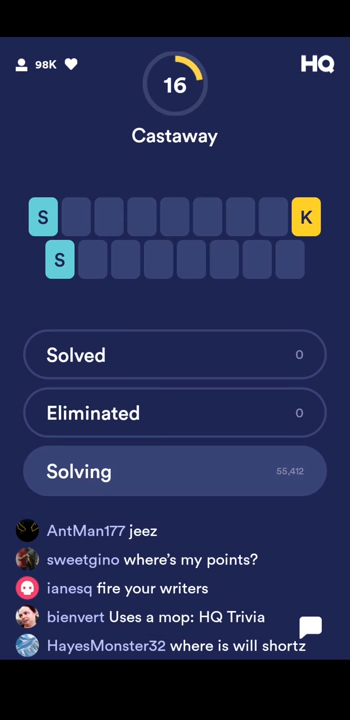 98K
HQ
16
Castaway
S K
S
Solved 0
Eliminated 0
Solving 55,412
AntMan177 jeez
sweetgino where's my points?
ianesq fire your writers
bienvert Uses a mop: HQ Trivia
HayesMonster32 where is will shortz